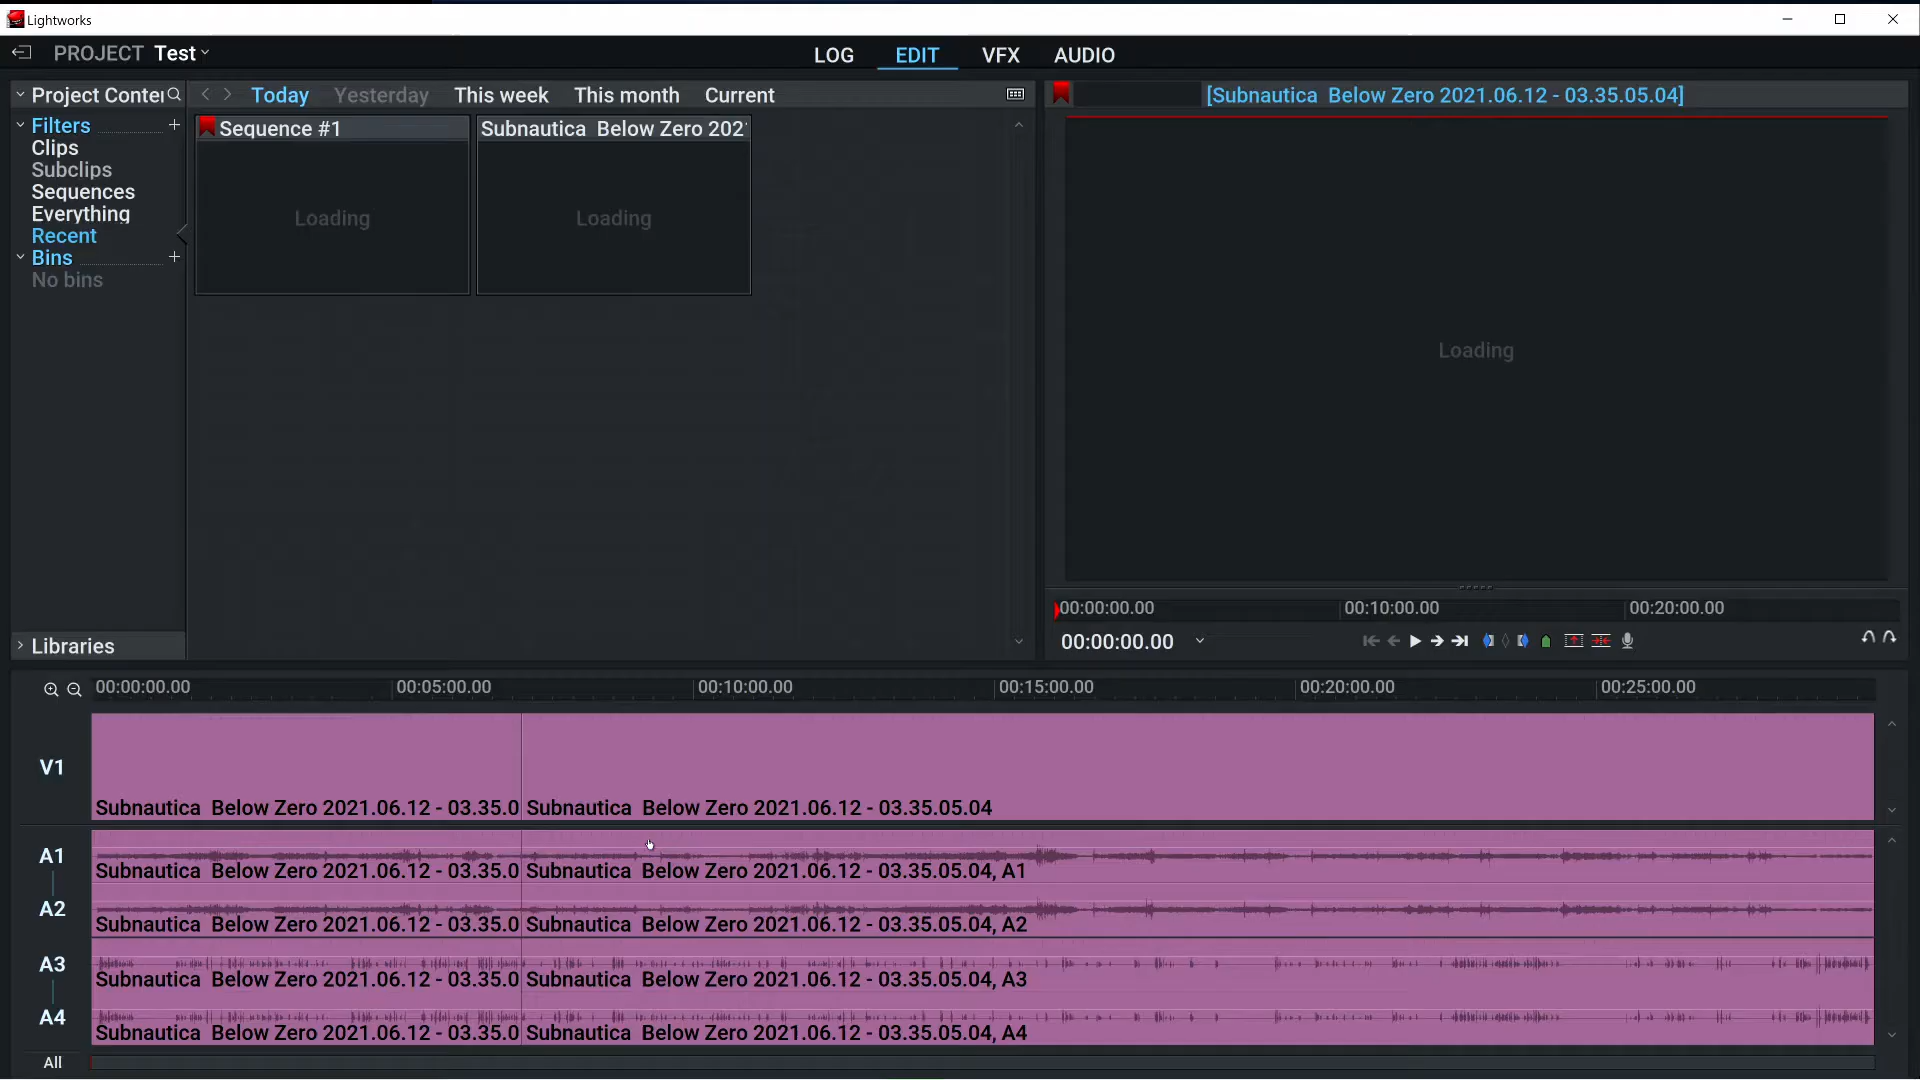 Lightworks
PROJECT Test
LOG EDIT VFX AUDIO
Project Conter
Today Yesterday This week This month Current
[Subnautica Below Zero 2021.06.12 - 03.35.05.04]
Filters
Clips
Subclips
Sequences
Everything
Recent
Bins
No bins
Libraries
Sequence #1
Loading
Subnautica Below Zero 202
Loading
Loading
00:00:00.00 00:10:00.00 00:20:00.00
00:00:00.00
00:00:00.00 00:05:00.00 00:10:00.00 00:15:00.00 00:20:00.00 00:25:00.00
V1
Subnautica Below Zero 2021.06.12 - 03.35.0 Subnautica Below Zero 2021.06.12 - 03.35.05.04
A1
Subnautica Below Zero 2021.06.12 - 03.35.0 Subnautica Below Zero 2021.06.12 - 03.35.05.04, A1
A2
Subnautica Below Zero 2021.06.12 - 03.35.0 Subnautica Below Zero 2021.06.12 - 03.35.05.04, A2
A3
Subnautica Below Zero 2021.06.12 - 03.35.0 Subnautica Below Zero 2021.06.12 - 03.35.05.04, A3
A4
Subnautica Below Zero 2021.06.12 - 03.35.0 Subnautica Below Zero 2021.06.12 - 03.35.05.04, A4
All